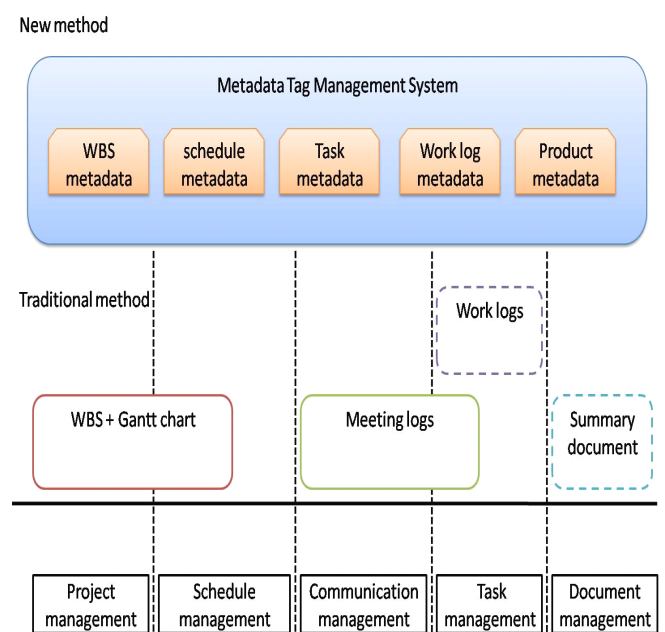 New method
Metadata Tag Management System
WBS
metadata
schedule
metadata
Task
metadata
Work log
metadata
Product
metadata
Traditional method
Work logs
WBS + Gantt chart
Meeting logs
Summary
document
Project
management
Schedule
management
Communication
management
Task
management
Document
management